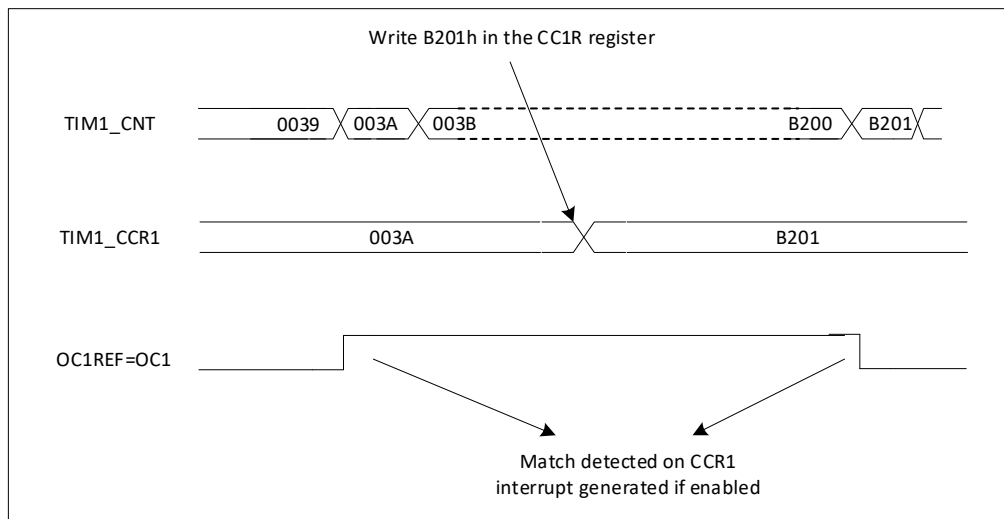 Write B201h in the CC1R register
TIM1_CNT 0039 003A 003B B200 B201
TIM1_CCR1 003A B201
OC1REF=OC1
Match detected on CCR1
interrupt generated if enabled